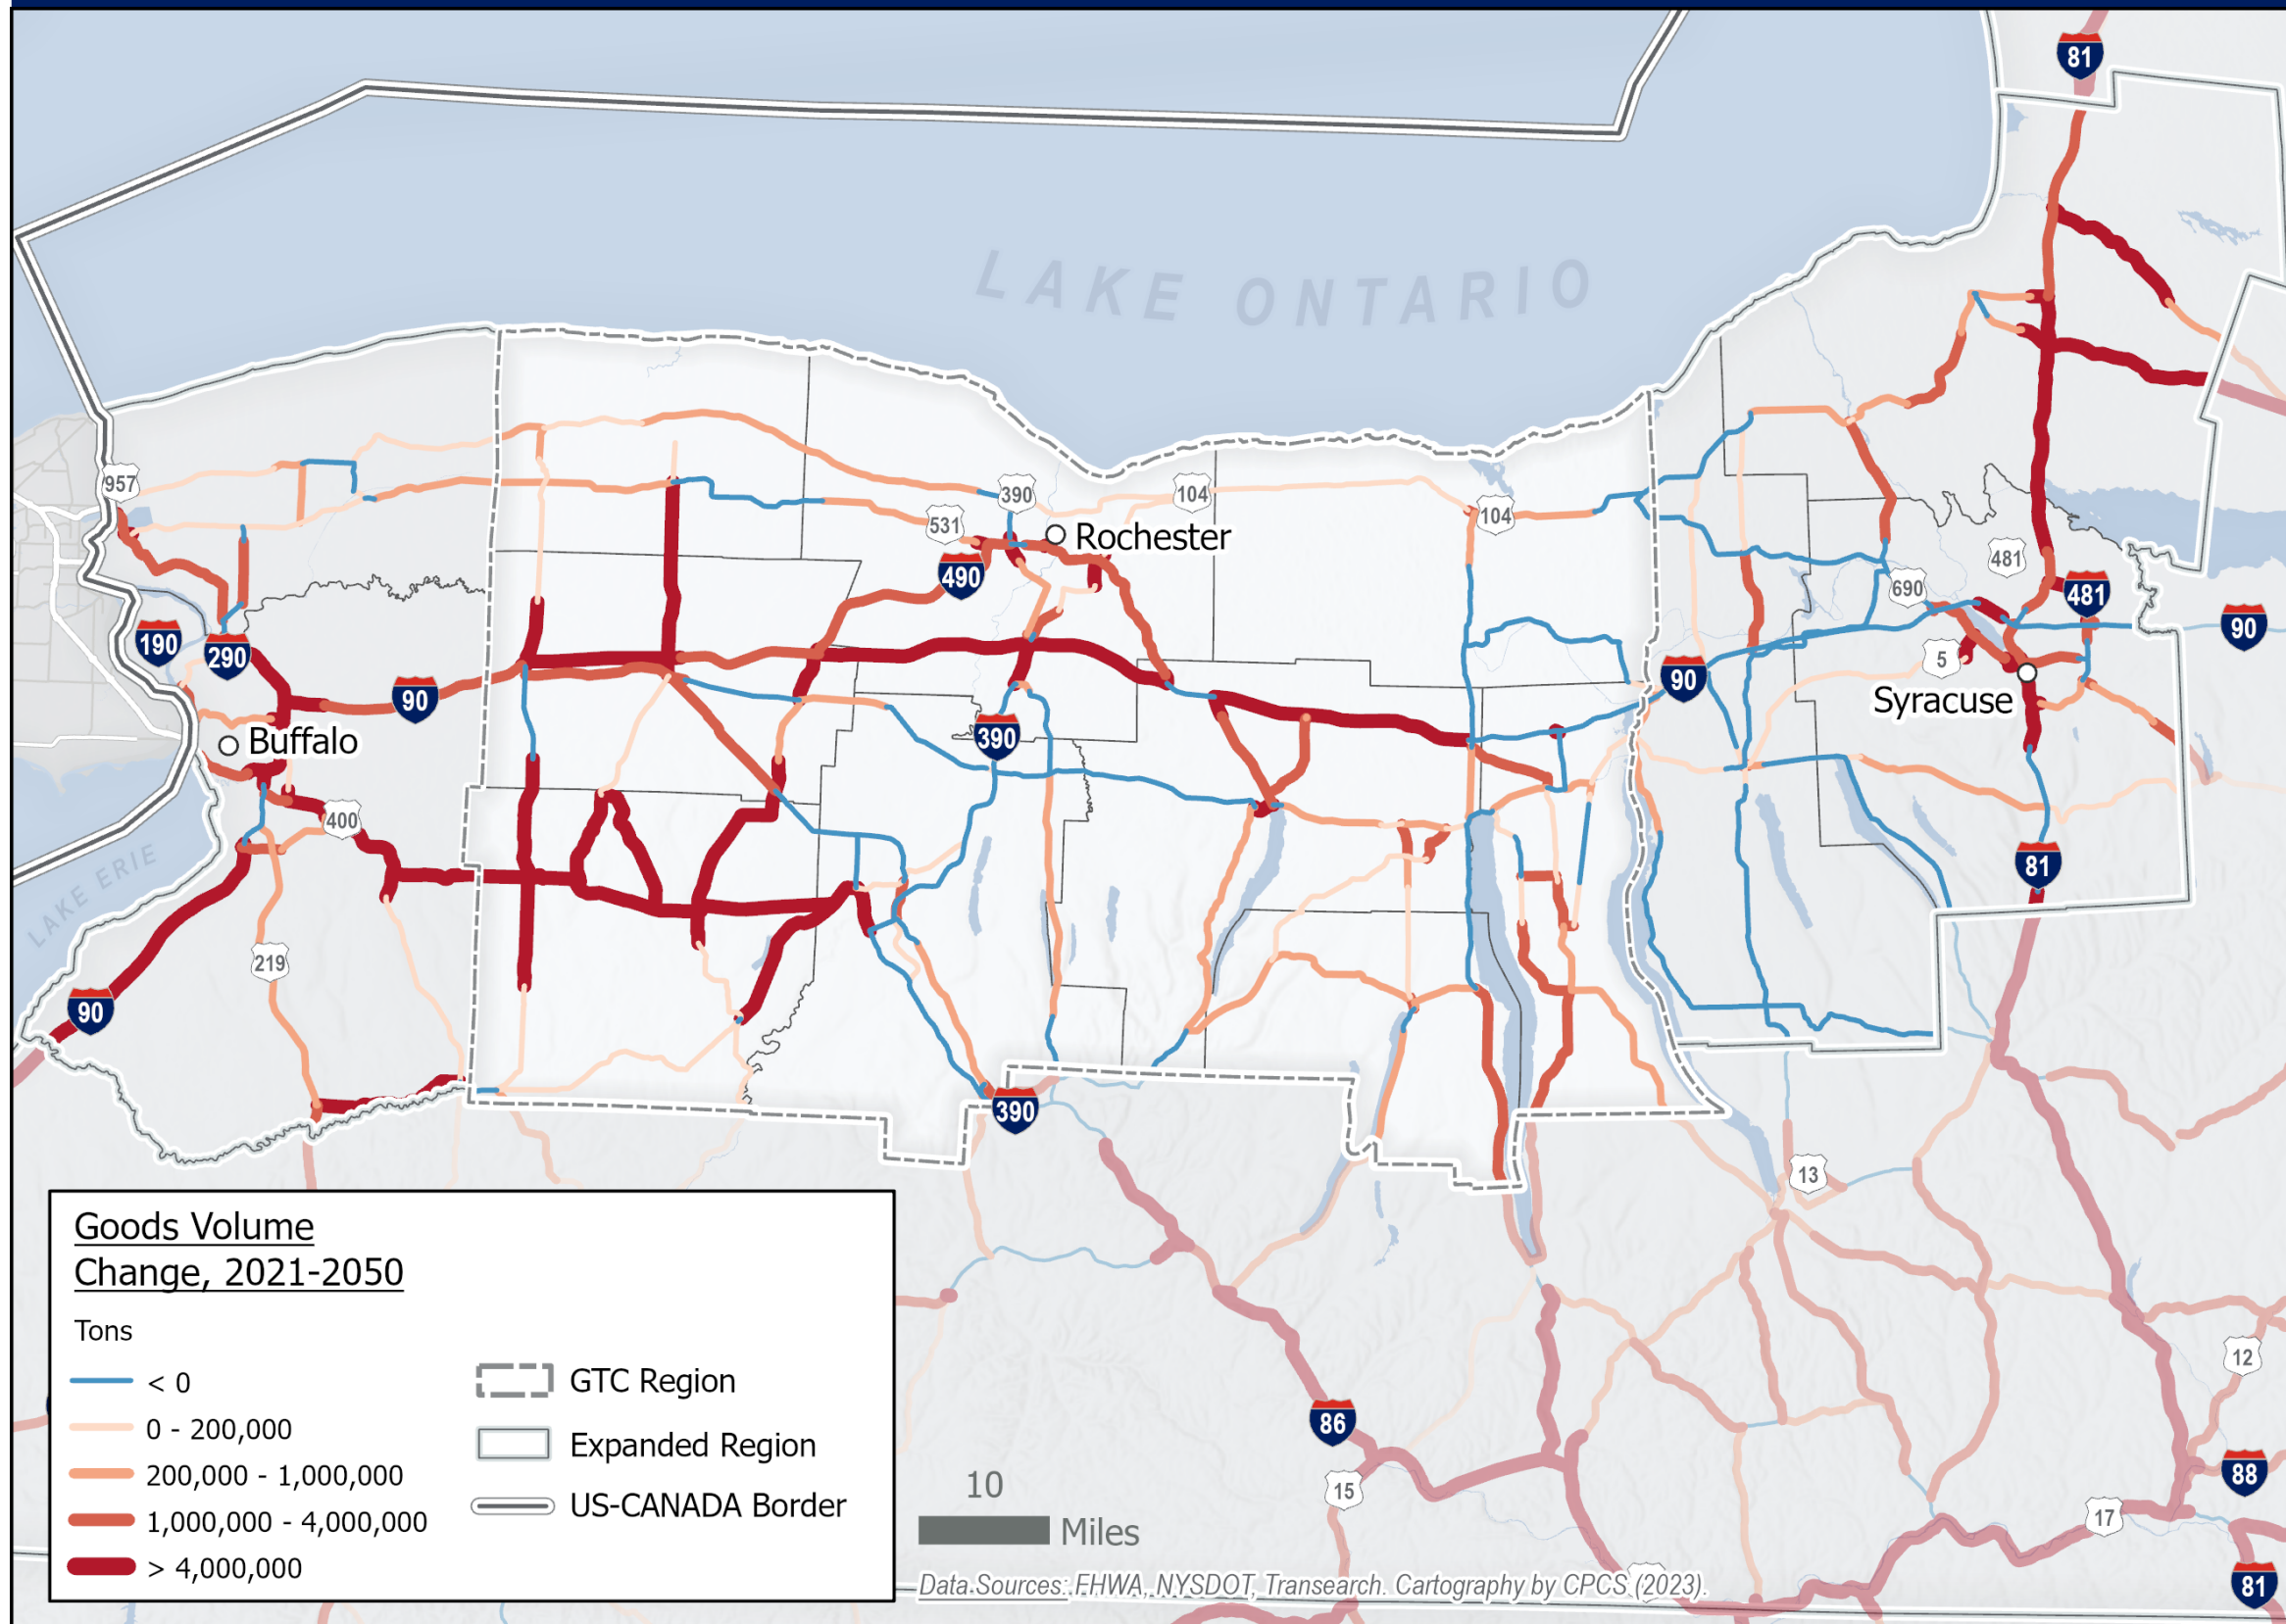 81
LAKE ONTARIO
957
390
104
104
531
Rochester
490
481
690
481
90
190
290
5
90
90
Syracuse
Buffalo
390
400
81
LAKE ERIE
219
90
390
13
Goods Volume
Change, 2021-2050
Tons
< 0
0 - 200,000
200,000 - 1,000,000
1,000,000 - 4,000,000
> 4,000,000
GTC Region
Expanded Region
US-CANADA Border
12
86
10
Miles
15
88
17
81
Data Sources: FHWA, NYSDOT, Transearch. Cartography by CPCS (2023).